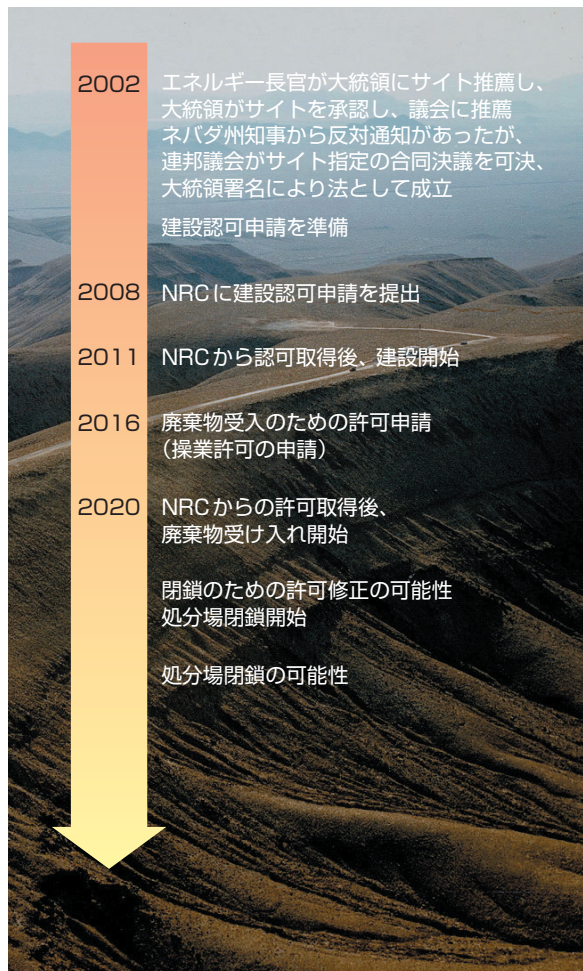 2002 エネルギー長官が大統領にサイト推薦し、
大統領がサイトを承認し、議会に推薦
ネバダ州知事から反対通知があったが、
連邦議会がサイト指定の合同決議を可決、
大統領署名により法として成立
建設認可申請を準備
2008 NRCに建設認可申請を提出
2011 NRCから認可取得後、建設開始
2016 廃棄物受入のための許可申請
(操業許可の申請)
2020 NRCからの許可取得後、
廃棄物受け入れ開始
閉鎖のための許可修正の可能性
処分場閉鎖開始
処分場閉鎖の可能性